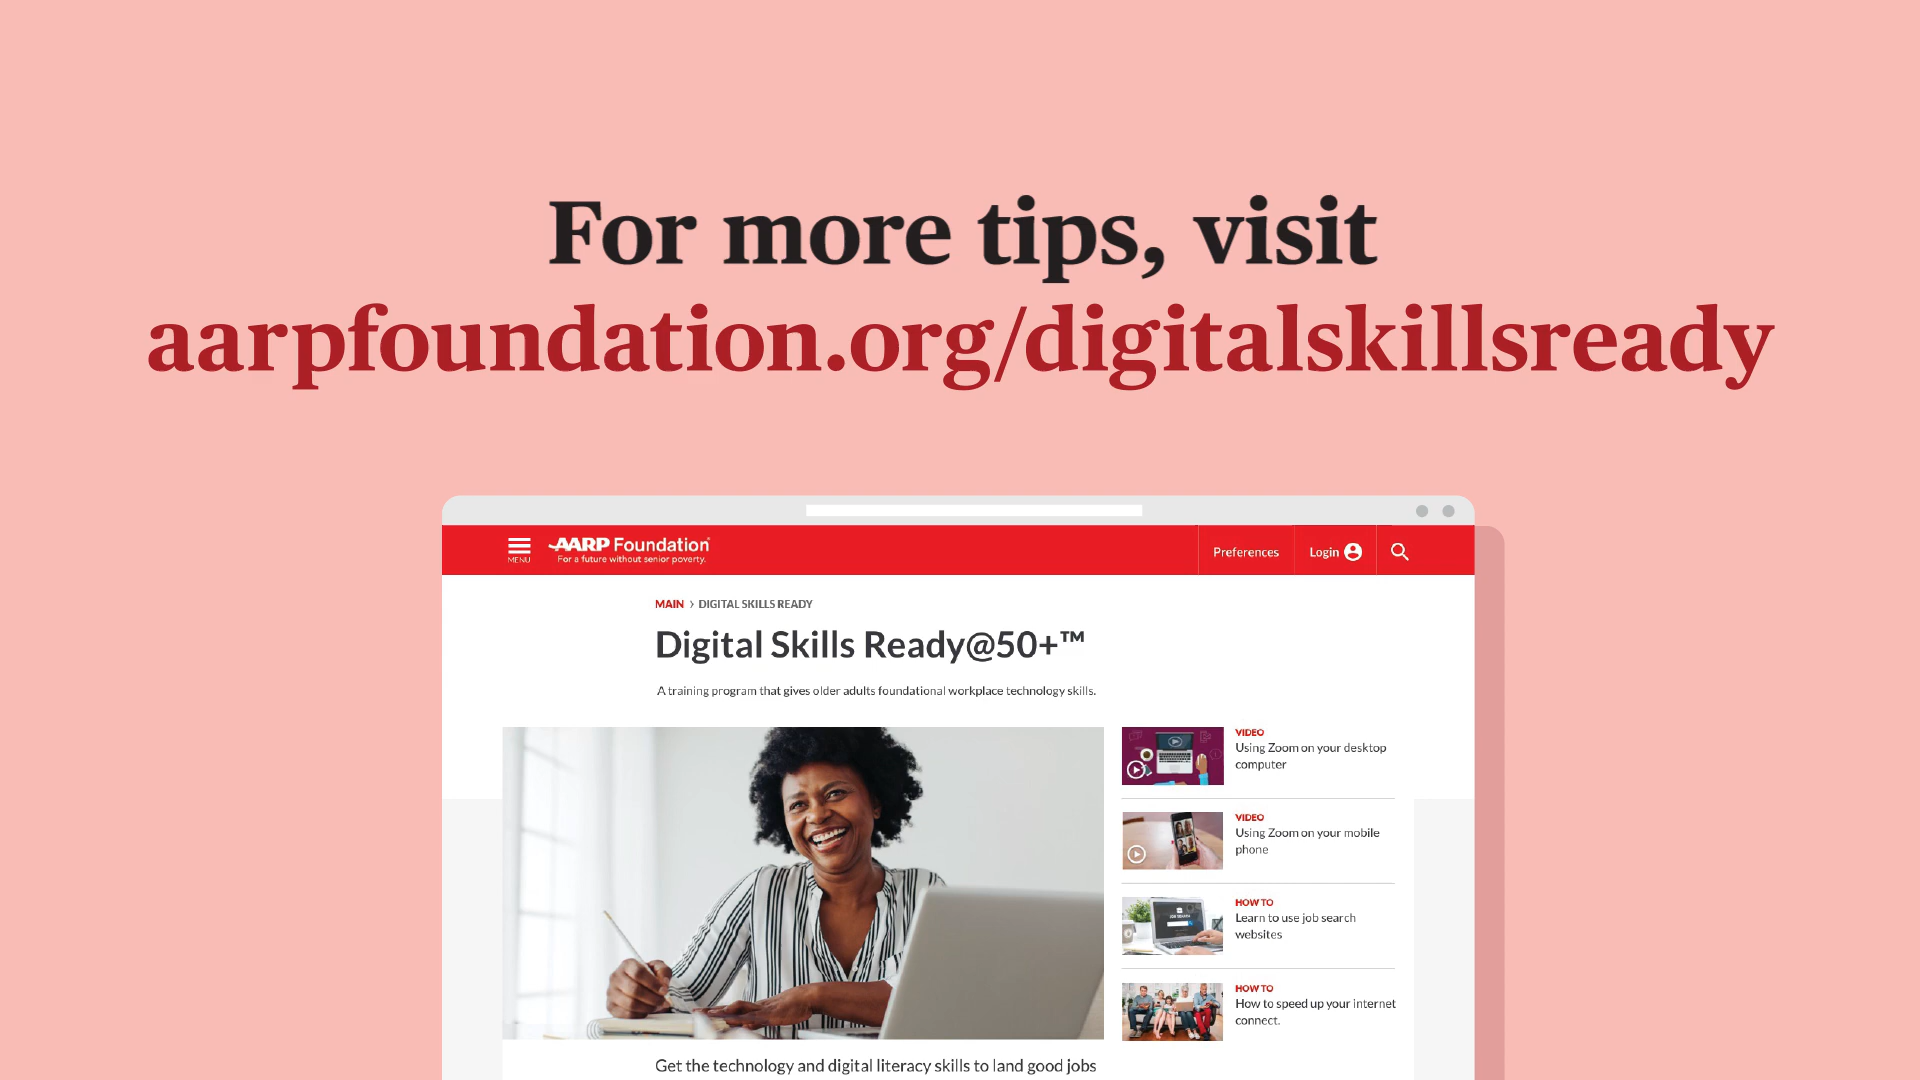 For more tips, visit
aarpfoundation.org/digitalskillsready
MENU
AARP Foundation®
For a future without senior poverty.
Preferences
Login
MAIN > DIGITAL SKILLS READY
Digital Skills Ready@50+™
A training program that gives older adults foundational workplace technology skills.
VIDEO
Using Zoom on your desktop
computer
VIDEO
Using Zoom on your mobile
phone
HOW TO
Learn to use job search
websites
JOB SEARCH
HOW TO
How to speed up your internet
connect.
Get the technology and digital literacy skills to land good jobs